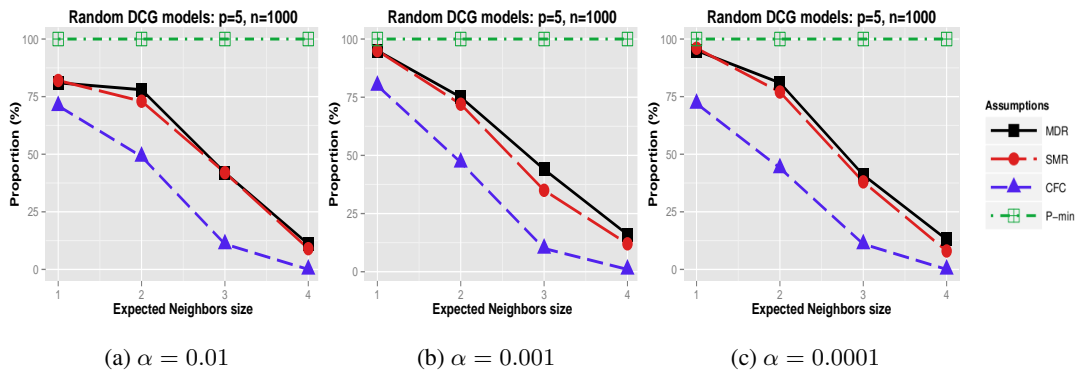 Random DCG models: p=5, n=1000
Proportion (%)
100
75
50
25
0
1 2 3 4
Expected Neighbors size
(a) α = 0.01
Random DCG models: p=5, n=1000
Proportion (%)
100
75
50
25
0
1 2 3 4
Expected Neighbors size
(b) α = 0.001
Random DCG models: p=5, n=1000
Proportion (%)
100
75
50
25
0
1 2 3 4
Expected Neighbors size
(c) α = 0.0001
Assumptions
MDR
SMR
CFC
P-min